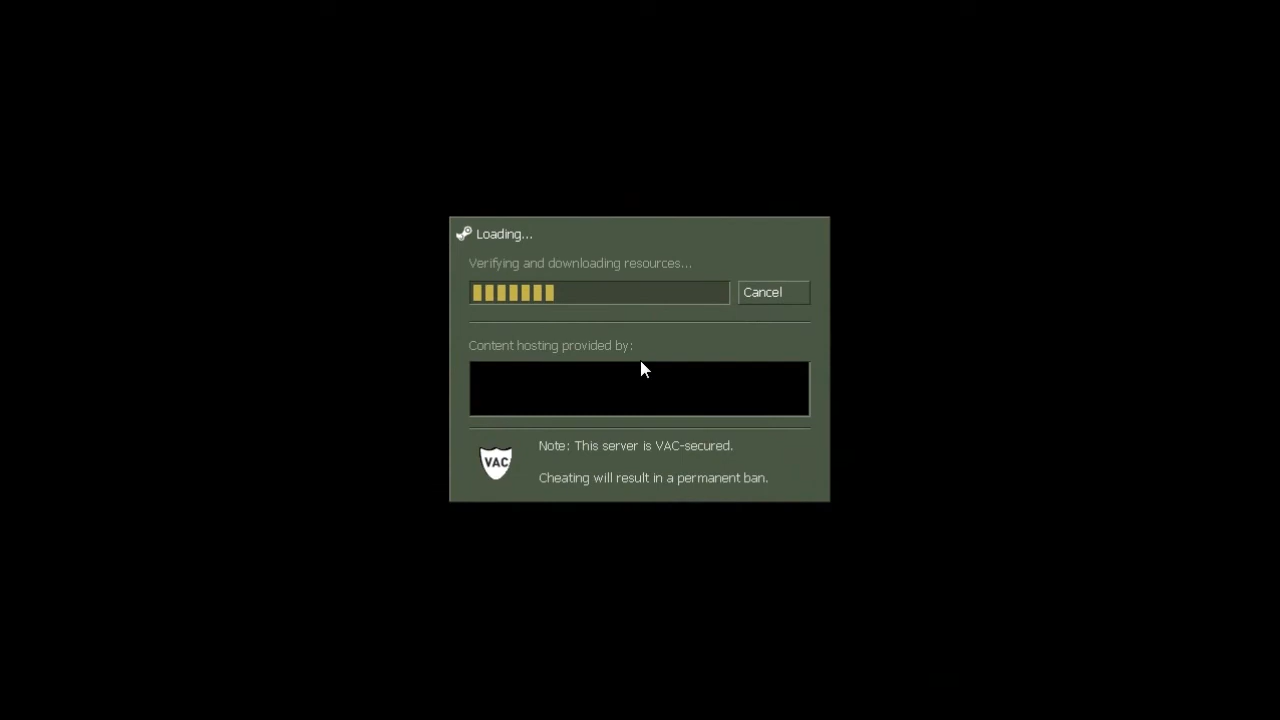 Loading...
Verifying and downloading resources...
Cancel
Content hosting provided by:
Note: This server is VAC-secured.
VAC
Cheating will result in a permanent ban.